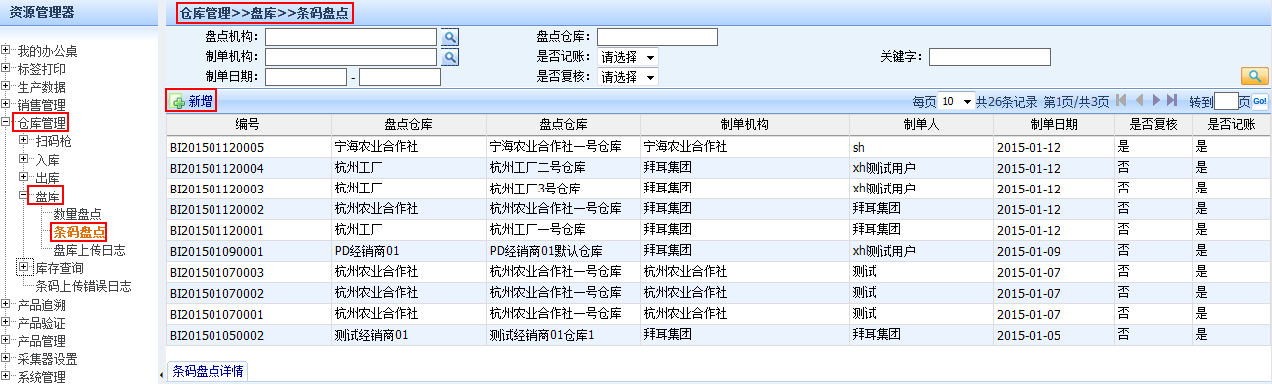 资源管理器
我的办公桌
标签打印
生产数据
销售管理
仓库管理
扫码枪
入库
出库
盘库
数量盘点
条码盘点
盘库上传日志
库存查询
条码上传错误日志
产品追溯
产品验证
产品管理
采集器设置
系统管理
仓库管理>>盘库>>条码盘点
盘点机构： 盘点仓库：
制单机构： 是否记账： 请选择 关键字：
制单日期： - 是否复核： 请选择
新增 每页 10 共26条记录 第1页/共3页 转到 页 Go!
编号 盘点仓库 盘点仓库 制单机构 制单人 制单日期 是否复核 是否记账
BI201501120005 宁海农业合作社 宁海农业合作社一号仓库 宁海农业合作社 sh 2015-01-12 是 是
BI201501120004 杭州工厂 杭州工厂二号仓库 拜耳集团 xh测试用户 2015-01-12 否 是
BI201501120003 杭州工厂 杭州工厂3号仓库 拜耳集团 xh测试用户 2015-01-12 否 是
BI201501120002 杭州农业合作社 杭州农业合作社一号仓库 拜耳集团 拜耳集团 2015-01-12 否 是
BI201501120001 杭州工厂 杭州工厂一号仓库 拜耳集团 拜耳集团 2015-01-12 否 是
BI201501090001 PD经销商01 PD经销商01默认仓库 拜耳集团 xh测试用户 2015-01-09 否 是
BI201501070003 杭州农业合作社 杭州农业合作社一号仓库 杭州农业合作社 测试 2015-01-07 否 是
BI201501070002 杭州农业合作社 杭州农业合作社一号仓库 杭州农业合作社 测试 2015-01-07 否 是
BI201501070001 杭州农业合作社 杭州农业合作社一号仓库 杭州农业合作社 测试 2015-01-07 否 是
BI201501050002 测试经销商01 测试经销商01仓库1 拜耳集团 拜耳集团 2015-01-05 否 是
条码盘点详情